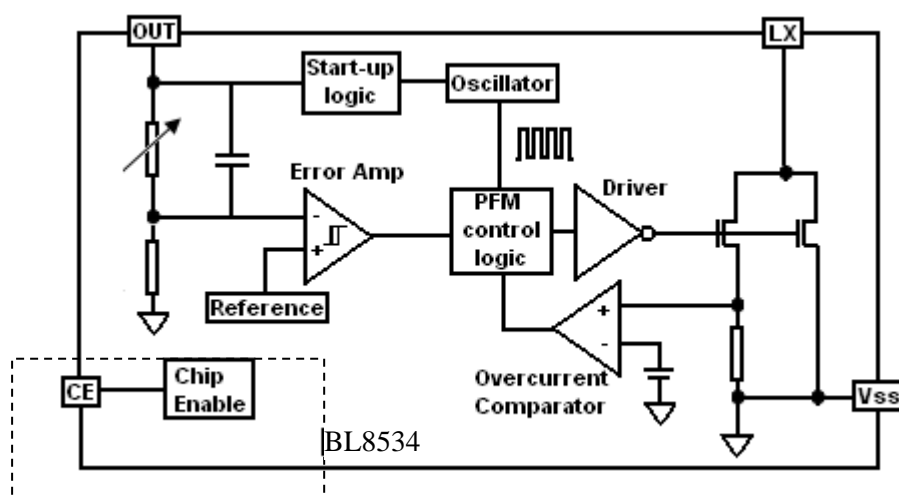 OUT
LX
Start-up
logic
Oscillator
Error Amp
Driver
-
+
PFM
control
logic
Reference
+
-
Overcurrent
Comparator
CE
Chip
Enable
Vss
BL8534